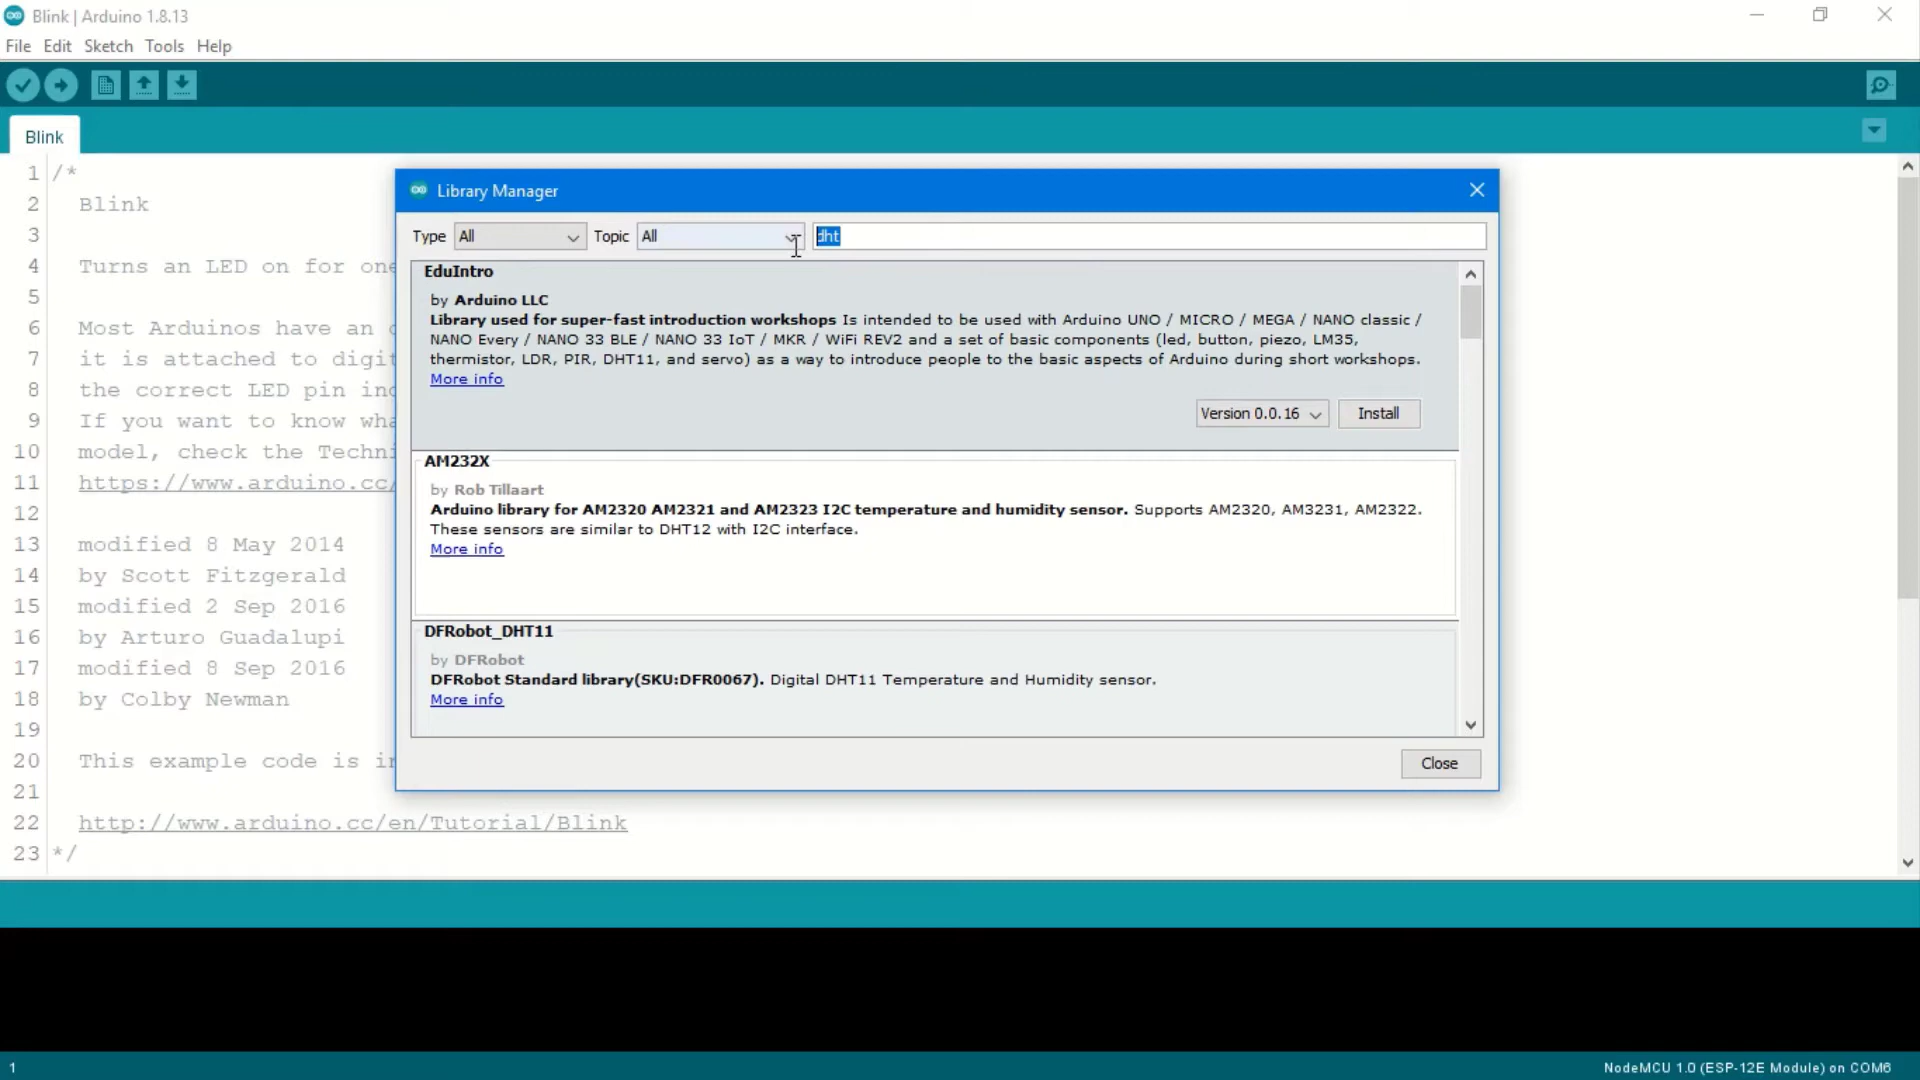 Blink | Arduino 1.8.13
File Edit Sketch Tools Help
Blink
1 /*
2 Blink
3
4 Turns an LED on for one
5
6 Most Arduinos have an
7 it is attached to digit
8 the correct LED pin
9 If you want to know
10 model, check the Techni
11 https://www.arduino.cc/
12
13 modified 8 May 2014
14 by Scott Fitzgerald
15 modified 2 Sep 2016
16 by Arturo Guadalupi
17 modified 8 Sep 2016
18 by Colby Newman
19
20 This example code is
21
22 http://www.arduino.cc/en/Tutorial/Blink
23 */
Library Manager
Type All Topic All dht
EduIntro
by Arduino LLC
Library used for super-fast introduction workshops Is intended to be used with Arduino UNO / MICRO / MEGA / NANO classic /
NANO Every / NANO 33 BLE / NANO 33 IoT / MKR / WiFi REV2 and a set of basic components (led, button, piezo, LM35,
thermistor, LDR, PIR, DHT11, and servo) as a way to introduce people to the basic aspects of Arduino during short workshops.
More info
Version 0.0.16 Install
AM232X
by Rob Tillaart
Arduino library for AM2320 AM2321 and AM2323 I2C temperature and humidity sensor. Supports AM2320, AM3231, AM2322.
These sensors are similar to DHT12 with I2C interface.
More info
DFRobot_DHT11
by DFRobot
DFRobot Standard library(SKU:DFR0067). Digital DHT11 Temperature and Humidity sensor.
More info
Close
1
NodeMCU 1.0 (ESP-12E Module) on COM6